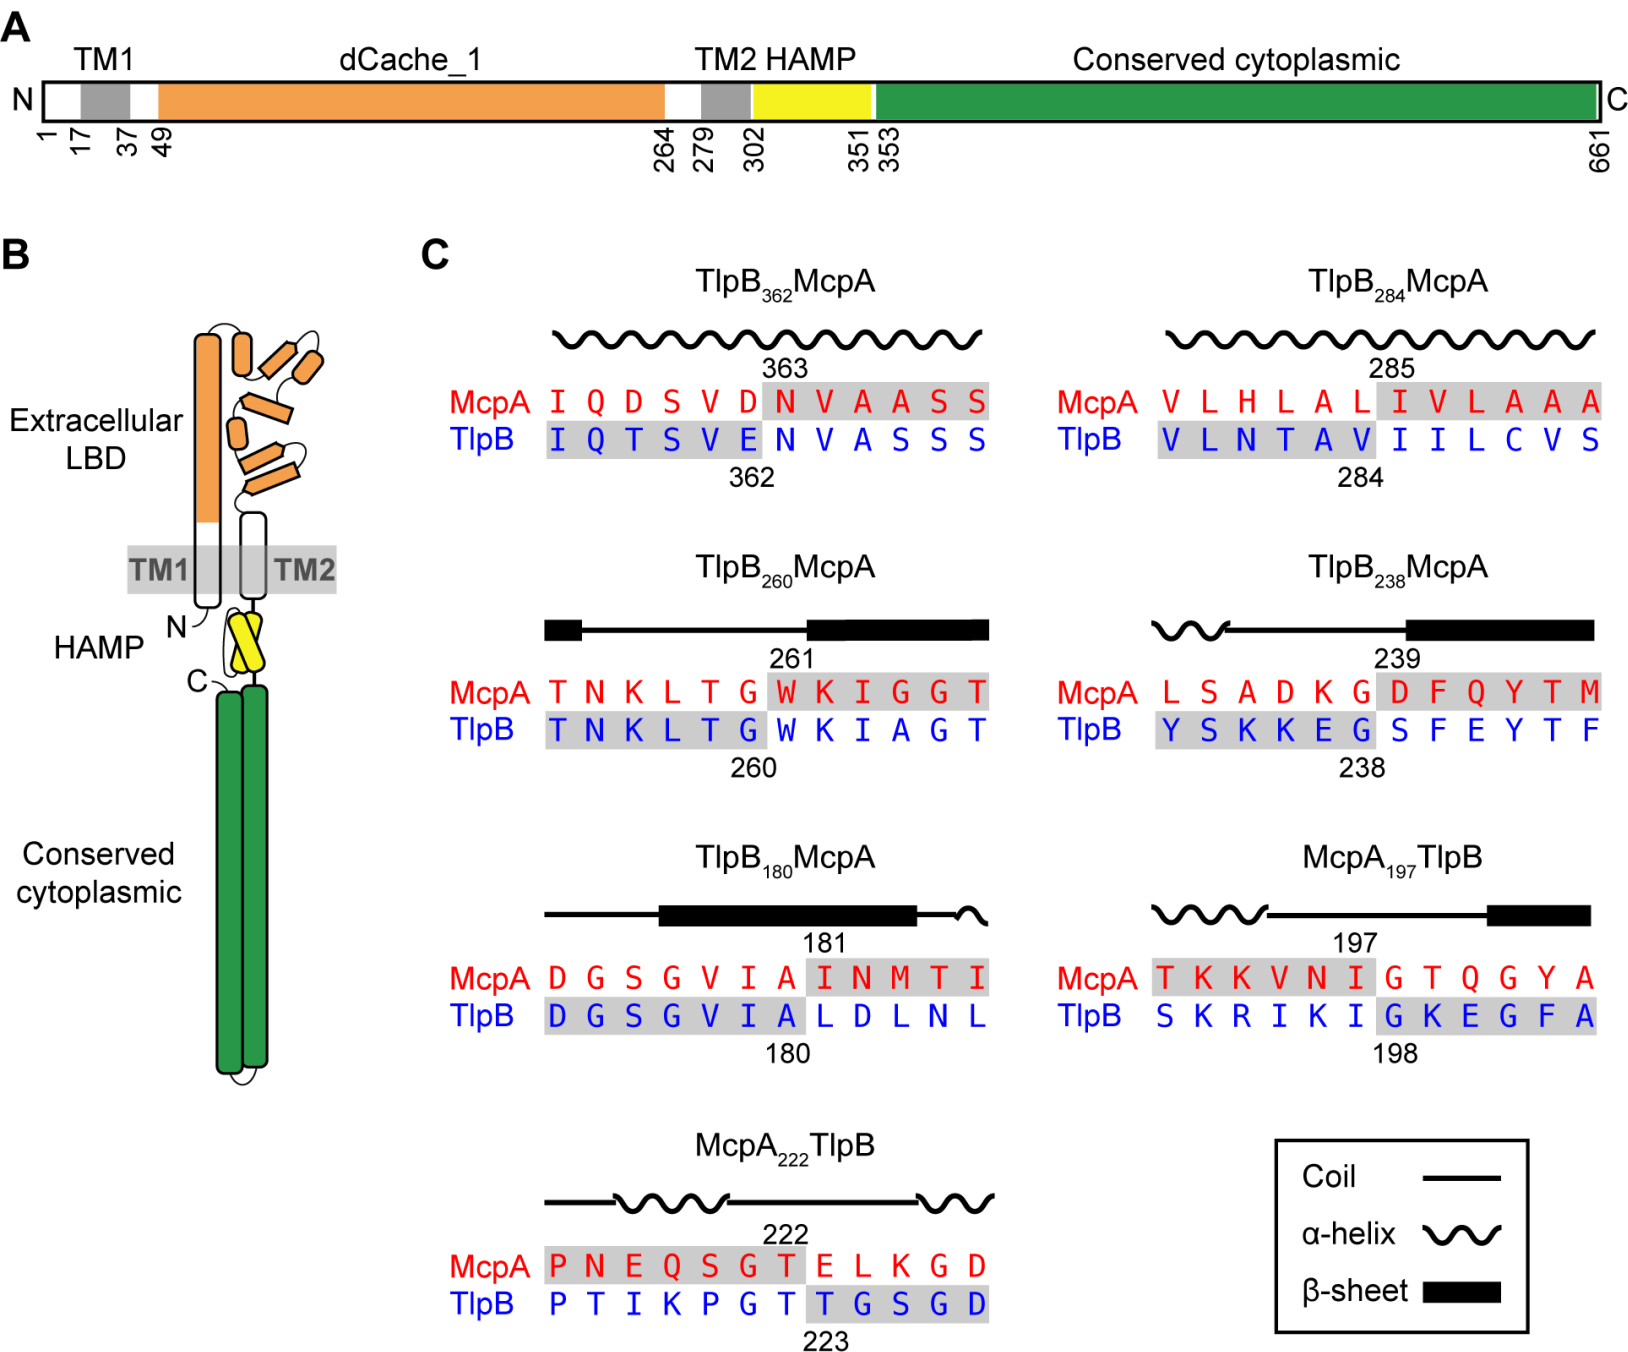 A
TM1 dCache_1 TM2 HAMP Conserved cytoplasmic
N C
1 17 37 49 264 279 302 351 353 661
B
Extracellular
LBD
TM1 TM2
N
HAMP
C
Conserved
cytoplasmic
C
TlpB362McpA
363
McpA I Q D S V D N V A A S S
TlpB I Q T S V E N V A S S S
362
TlpB284McpA
285
McpA V L H L A L I V L A A A
TlpB V L N T A V I I L C V S
284
TlpB260McpA
261
McpA T N K L T G W K I G G T
TlpB T N K L T G W K I A G T
260
TlpB238McpA
239
McpA L S A D K G D F Q Y T M
TlpB Y S K K E G S F E Y T F
238
TlpB180McpA
181
McpA D G S G V I A I N M T I
TlpB D G S G V I A L D L N L
180
McpA197TlpB
197
McpA T K K V N I G T Q G Y A
TlpB S K R I K I G K E G F A
198
McpA222TlpB
222
McpA P N E Q S G T E L K G D
TlpB P T I K P G T T G S G D
223
Coil
α-helix
β-sheet